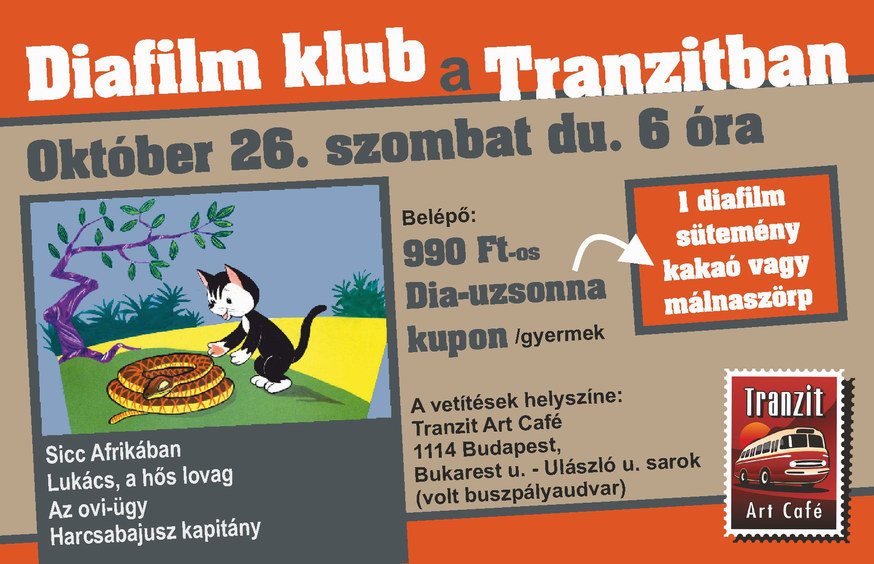 Diafilm klub a Tranzitban
Október 26. szombat du. 6 óra
Belépő:
990 Ft-os
Dia-uzsonna
kupon /gyermek
1 diafilm
sütemény
kakaó vagy
málnaszörp
A vetítések helyszíne:
Tranzit Art Café
1114 Budapest,
Bukarest u. - Ulászló u. sarok
(volt buszpályaudvar)
Sicc Afrikában
Lukács, a hős lovag
Az ovi-ügy
Harcsabajusz kapitány
Tranzit
Art Café